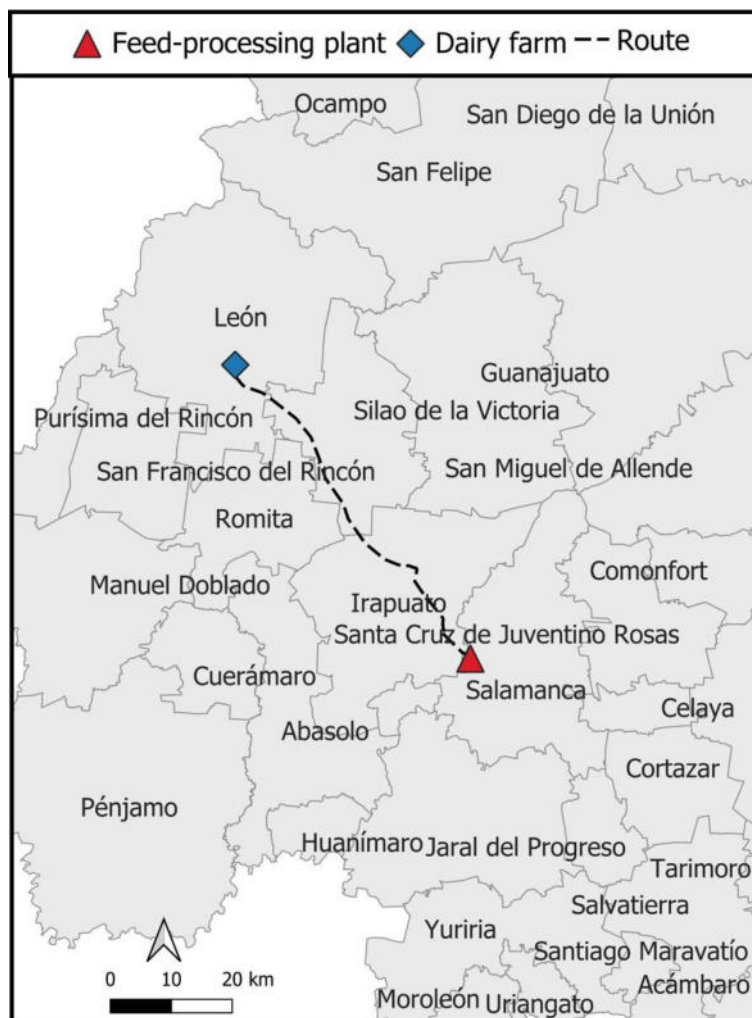 Feed-processing plant Dairy farm Route
Ocampo
San Diego de la Unión
San Felipe
León
Guanajuato
Purísima del Rincón
Silao de la Victoria
San Francisco del Rincón
San Miguel de Allende
Romita
Comonfort
Manuel Doblado
Irapuato
Santa Cruz de Juventino Rosas
Cuerámaro
Salamanca
Celaya
Abasolo
Cortazar
Pénjamo
Huanímaro
Jaral del Progreso
Tarimoro
Salvatierra
Yuriria
Santiago Maravatío
Acámbaro
0 10 20 km
Moroleón
Uriangato